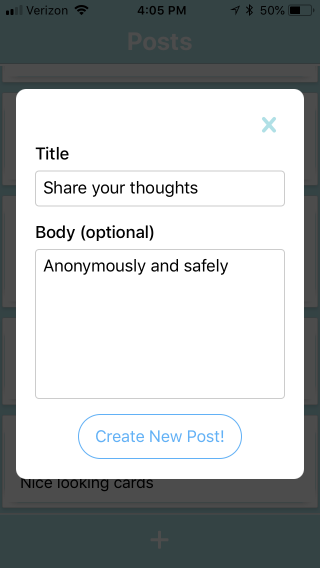 Verizon 4:05 PM 50%
Posts
Title
Share your thoughts
Body (optional)
Anonymously and safely
Create New Post!
Nice looking cards
+